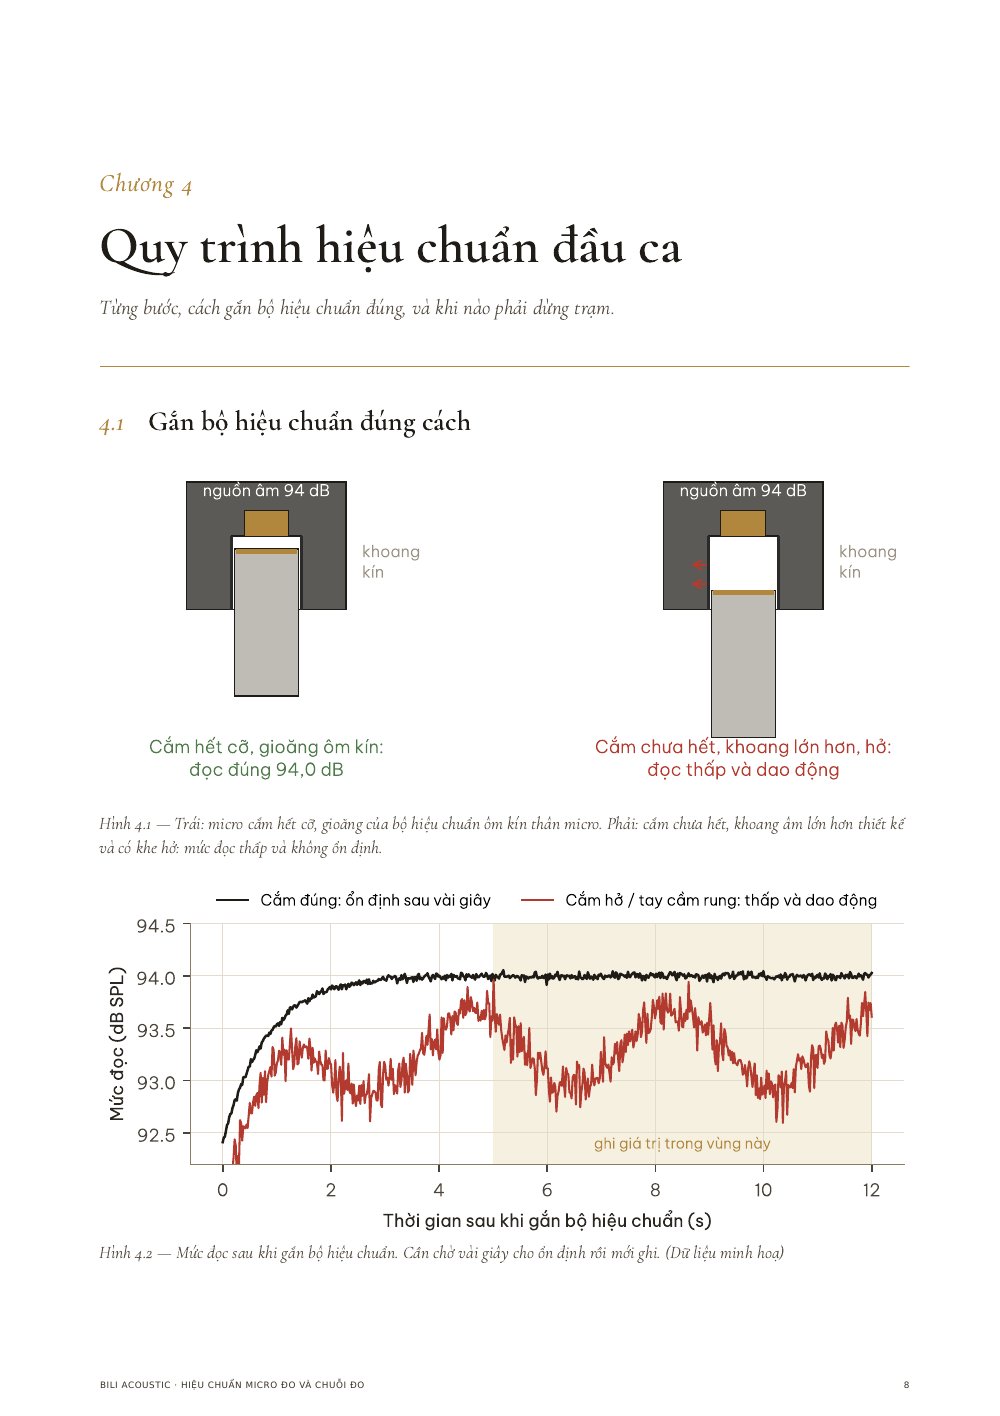 Chương 4
Quy trình hiệu chuẩn đầu ca
Từng bước, cách gắn bộ hiệu chuẩn đúng, và khi nào phải dừng trạm.
4.1 Gắn bộ hiệu chuẩn đúng cách
nguồn âm 94 dB
khoang
kín
Cắm hết cỡ, gioăng ôm kín:
đọc đúng 94,0 dB
nguồn âm 94 dB
khoang
kín
Cắm chưa hết, khoang lớn hơn, hở:
đọc thấp và dao động
Hình 4.1 — Trái: micro cắm hết cỡ, gioăng của bộ hiệu chuẩn ôm kín thân micro. Phải: cắm chưa hết, khoang âm lớn hơn thiết kế
và có khe hở: mức đọc thấp và không ổn định.
Cắm đúng: ổn định sau vài giây
Cắm hở / tay cầm rung: thấp và dao động
Mức đọc (dB SPL)
94.5
94.0
93.5
93.0
92.5
ghi giá trị trong vùng này
0 2 4 6 8 10 12
Thời gian sau khi gắn bộ hiệu chuẩn (s)
Hình 4.2 — Mức đọc sau khi gắn bộ hiệu chuẩn. Cần chờ vài giây cho ổn định rồi mới ghi. (Dữ liệu minh hoạ)
BILI ACOUSTIC · HIỆU CHUẨN MICRO ĐO VÀ CHUỖI ĐO 8